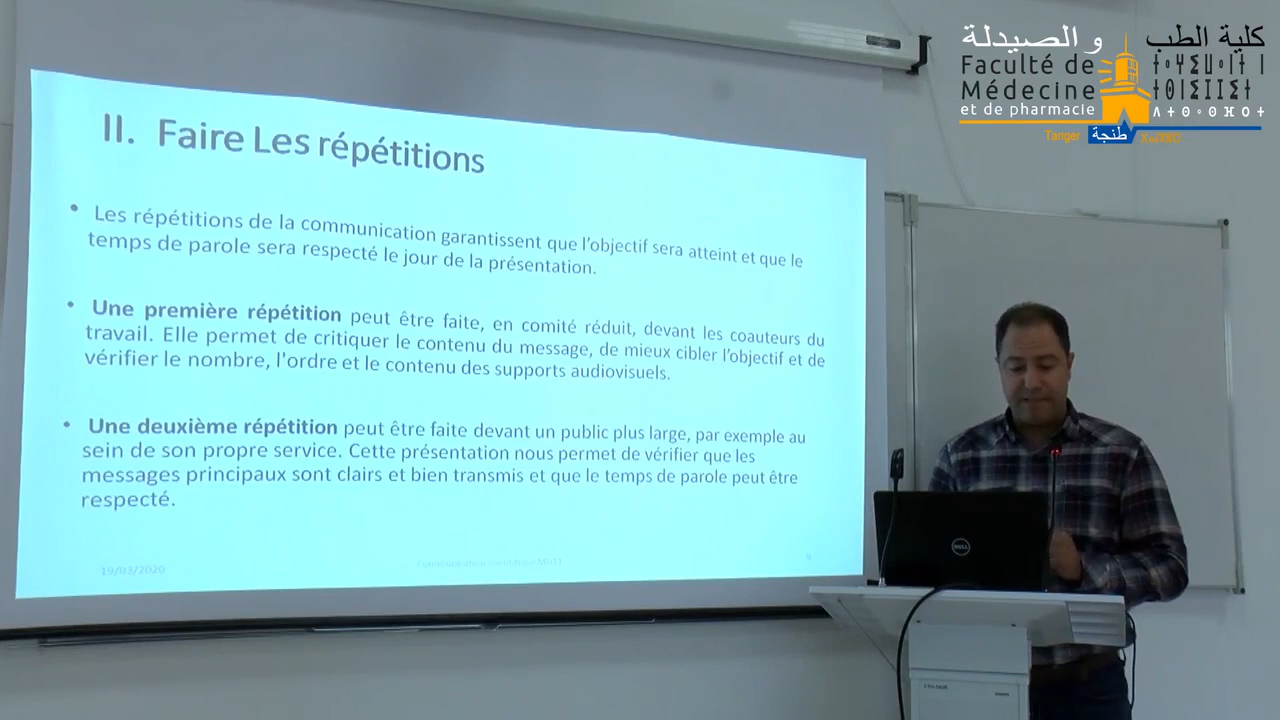 و الصيدلة كلية الطب
Faculté de
Médecine
et de pharmacie
Tanger طنجة
II. Faire Les répétitions
• Les répétitions de la communication garantissent que l’objectif sera atteint et que le
temps de parole sera respecté le jour de la présentation.
• Une première répétition peut être faite, en comité réduit, devant les coauteurs du
travail. Elle permet de critiquer le contenu du message, de mieux cibler l’objectif et de
vérifier le nombre, l'ordre et le contenu des supports audiovisuels.
• Une deuxième répétition peut être faite devant un public plus large, par exemple au
sein de son propre service. Cette présentation nous permet de vérifier que les
messages principaux sont clairs et bien transmis et que le temps de parole peut être
respecté.
19/03/2020
DELL